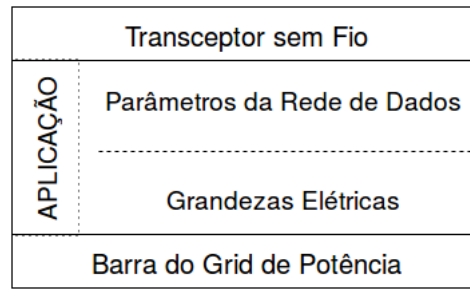 Transceptor sem Fio
APLICAÇÃO
Parâmetros da Rede de Dados
Grandezas Elétricas
Barra do Grid de Potência